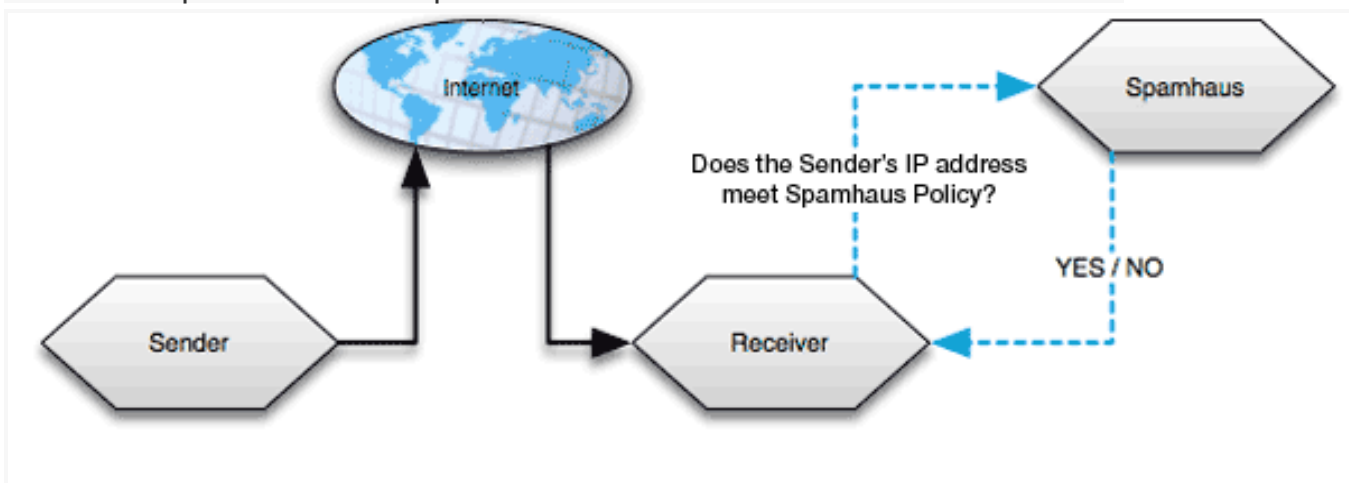 Internet
Spamhaus
Does the Sender's IP address
meet Spamhaus Policy?
YES / NO
Sender
Receiver